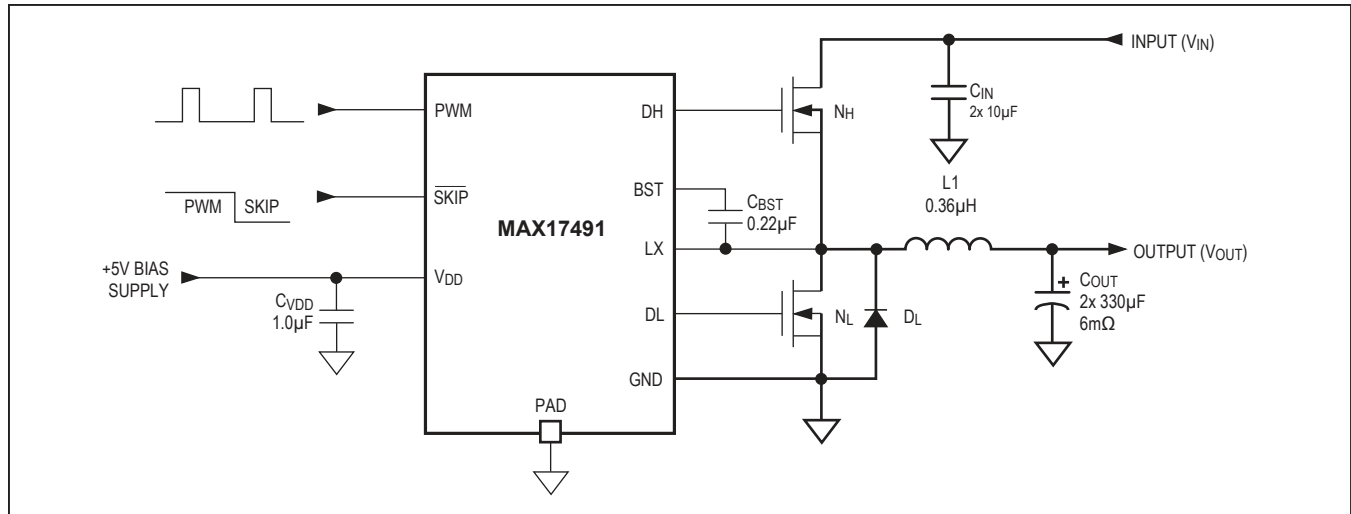 INPUT (VIN)
CIN
2x 10µF
PWM
DH
NH
L1
0.36µH
BST
CBST
0.22µF
PWM SKIP
SKIP
MAX17491
LX
OUTPUT (VOUT)
+5V BIAS
SUPPLY
VDD
CVDD
1.0µF
DL
NL
DL
+
COUT
2x 330µF
6mΩ
GND
PAD